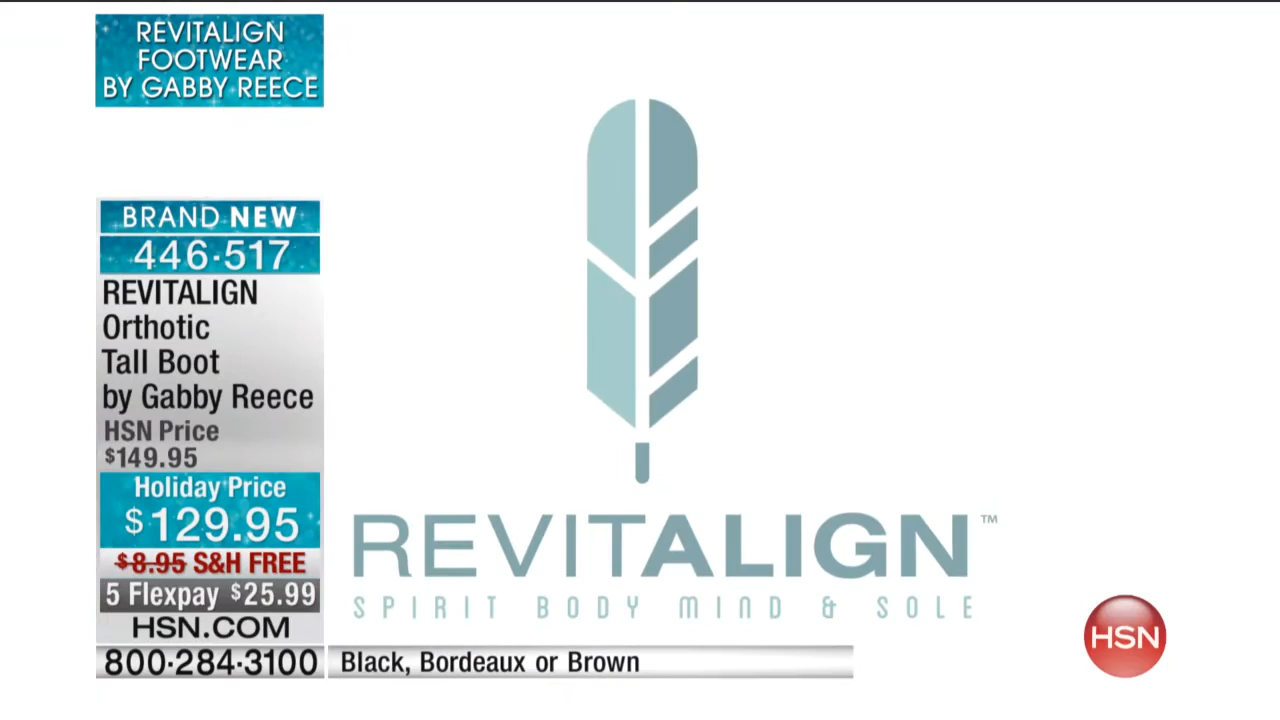 REVITALIGN
FOOTWEAR
BY GABBY REECE
BRAND NEW
446·517
REVITALIGN
Orthotic
Tall Boot
by Gabby Reece
HSN Price
$149.95
Holiday Price
$129.95
$8.95 S&H FREE
5 Flexpay $25.99
HSN.COM
800·284·3100
Black, Bordeaux or Brown
REVITALIGN™
SPIRIT BODY MIND & SOLE
HSN